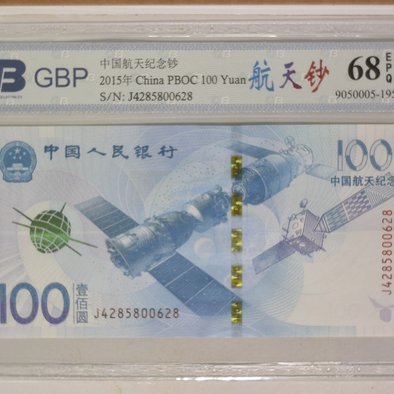 GBP
中国航天纪念钞
2015年 China PBOC 100 Yuan
S/N: J4285800628
航天钞
68
EPQ
9050005-195
中国人民银行
100
中国航天纪念
100
壹佰圆
J4285800628
J4285800628